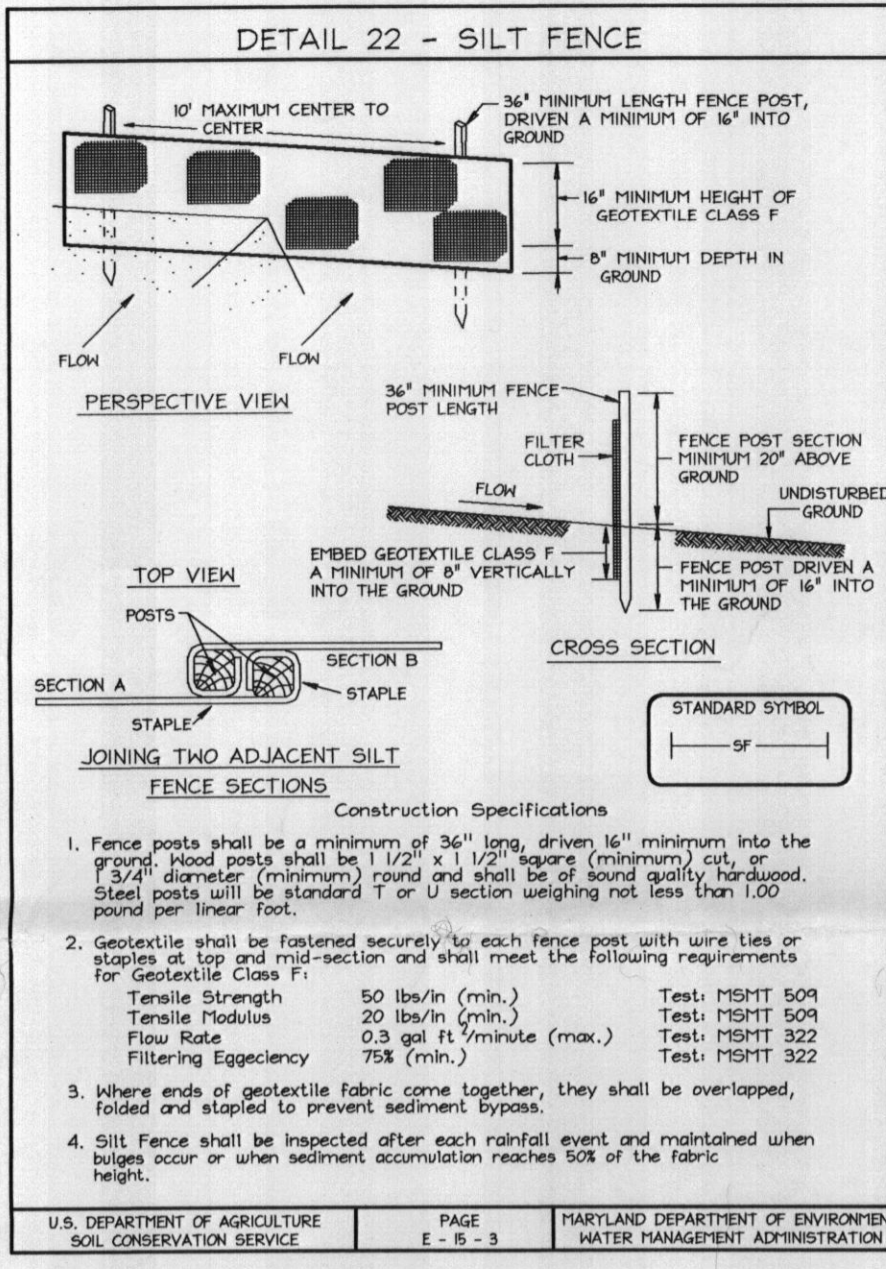 DETAIL 22 - SILT FENCE
10' MAXIMUM CENTER TO
CENTER
36" MINIMUM LENGTH FENCE POST,
DRIVEN A MINIMUM OF 16" INTO
GROUND
16" MINIMUM HEIGHT OF
GEOTEXTILE CLASS F
8" MINIMUM DEPTH IN
GROUND
FLOW
FLOW
PERSPECTIVE VIEW
36" MINIMUM FENCE
POST LENGTH
FILTER
CLOTH
FENCE POST SECTION
MINIMUM 20" ABOVE
GROUND
FLOW
UNDISTURBED
GROUND
EMBED GEOTEXTILE CLASS F
A MINIMUM OF 8" VERTICALLY
INTO THE GROUND
FENCE POST DRIVEN A
MINIMUM OF 16" INTO
THE GROUND
CROSS SECTION
TOP VIEW
POSTS
SECTION B
SECTION A
STAPLE
STAPLE
JOINING TWO ADJACENT SILT
FENCE SECTIONS
STANDARD SYMBOL
SF
Construction Specifications
1. Fence posts shall be a minimum of 36" long, driven 16" minimum into the
ground. Wood posts shall be 1 1/2" x 1 1/2" square (minimum) cut, or
1 3/4" diameter (minimum) round and shall be of sound quality hardwood.
Steel posts will be standard T or U section weighing not less than 1.00
pound per linear foot.
2. Geotextile shall be fastened securely to each fence post with wire ties or
staples at top and mid-section and shall meet the following requirements
for Geotextile Class F:
Tensile Strength 50 lbs/in (min.) Test: MSMT 509
Tensile Modulus 20 lbs/in (min.) Test: MSMT 509
Flow Rate 0.3 gal ft²/minute (max.) Test: MSMT 322
Filtering Eggeciency 75% (min.) Test: MSMT 322
3. Where ends of geotextile fabric come together, they shall be overlapped,
folded and stapled to prevent sediment bypass.
4. Silt Fence shall be inspected after each rainfall event and maintained when
bulges occur or when sediment accumulation reaches 50% of the fabric
height.
U.S. DEPARTMENT OF AGRICULTURE
SOIL CONSERVATION SERVICE
PAGE
E - 15 - 3
MARYLAND DEPARTMENT OF ENVIRONMEN
WATER MANAGEMENT ADMINISTRATION